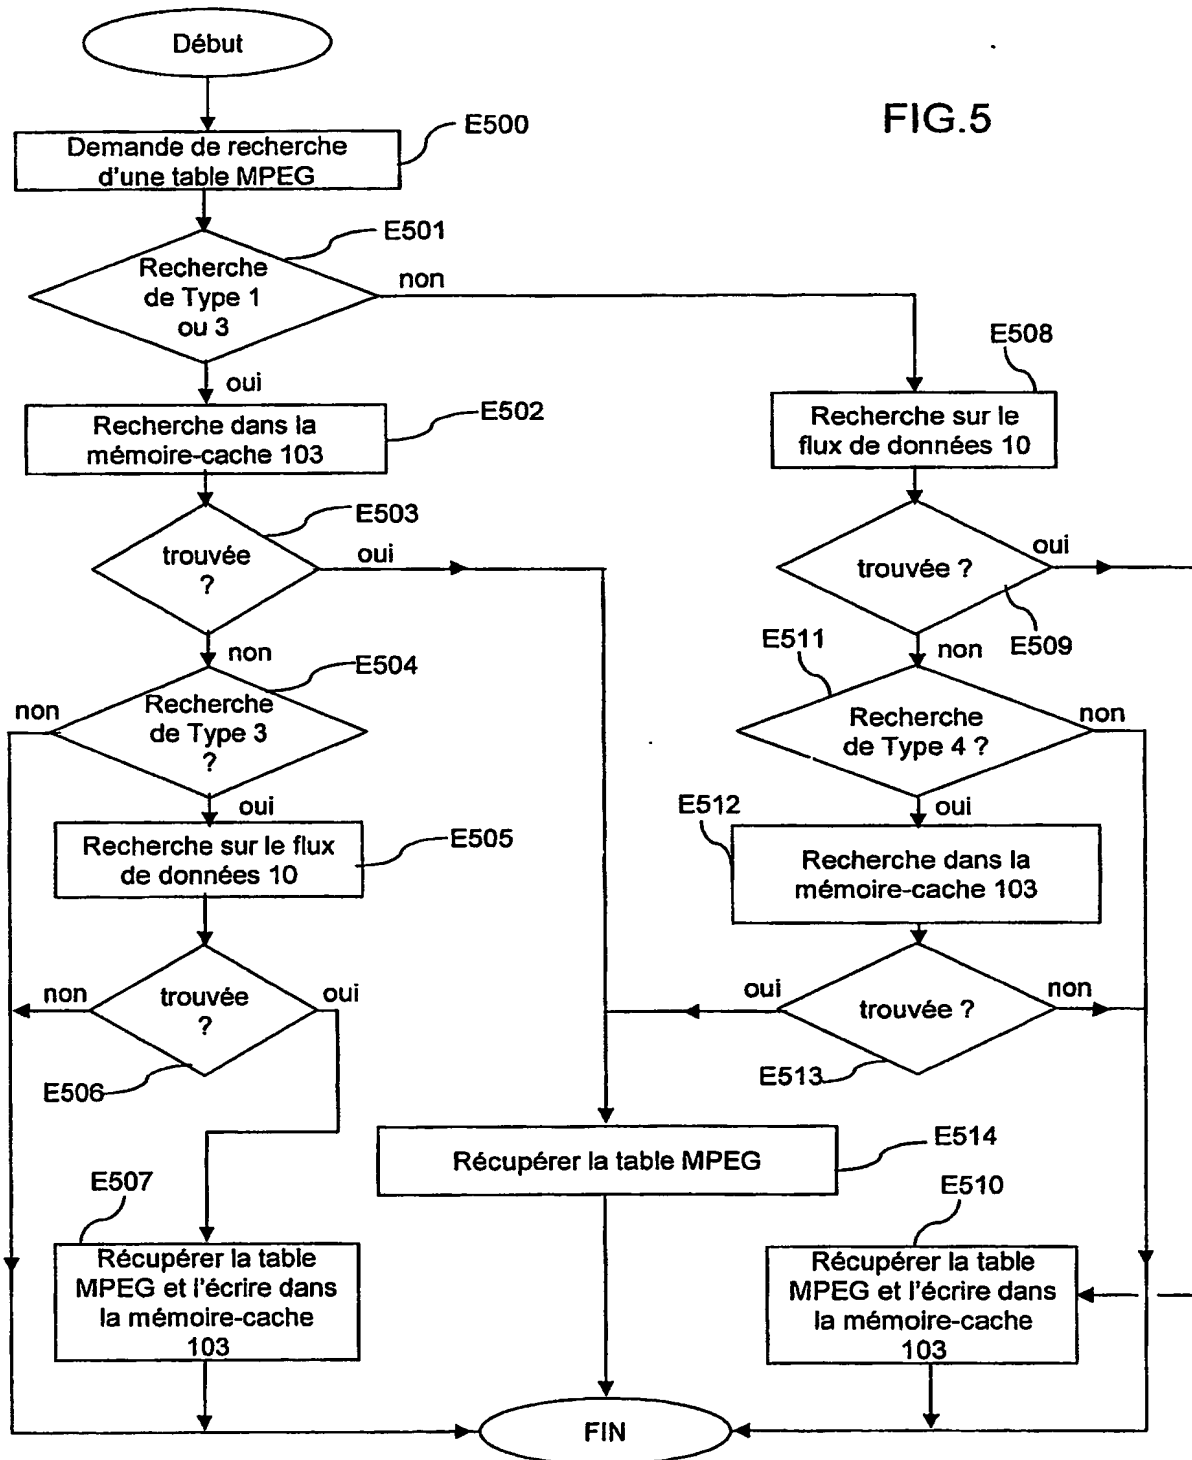 Début
FIG.5
E500
Demande de recherche
d'une table MPEG
E501
Recherche
de Type 1
ou 3
non
oui
E508
E502
Recherche dans la
mémoire-cache 103
Recherche sur le
flux de données 10
E503
trouvée
?
oui
trouvée ?
oui
E509
non
E504
E511
non
non
Recherche
de Type 3
?
Recherche
de Type 4 ?
non
oui
E512
oui
Recherche sur le flux
de données 10
E505
Recherche dans la
mémoire-cache 103
non
trouvée
?
oui
oui
trouvée ?
non
E506
E513
Récupérer la table MPEG
E514
E507
E510
Récupérer la table
MPEG et l'écrire dans
la mémoire-cache
103
Récupérer la table
MPEG et l'écrire dans
la mémoire-cache
103
FIN